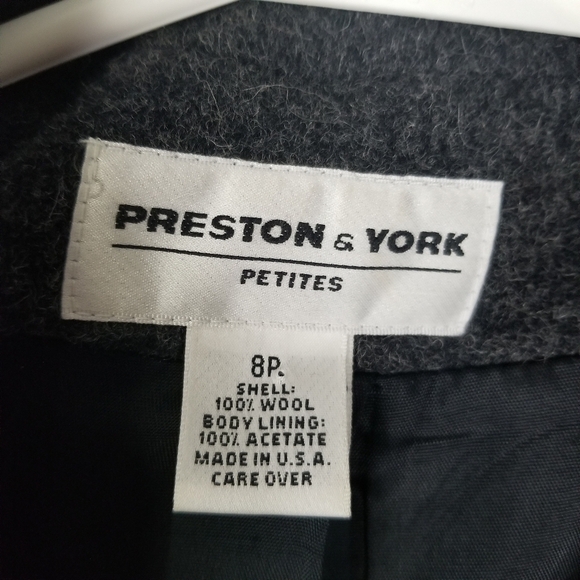 PRESTON & YORK
PETITES
8P.
SHELL:
100% WOOL
BODY LINING:
100% ACETATE
MADE IN U.S.A.
CARE OVER